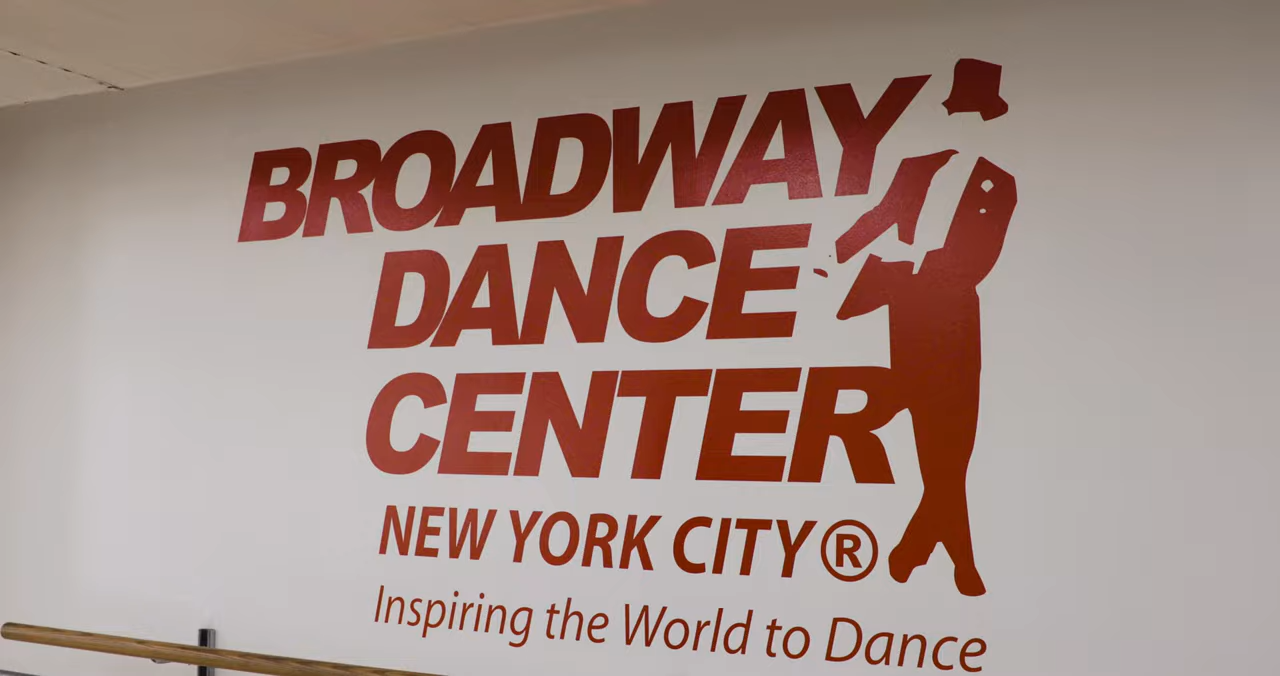 BROADWAY
DANCE
CENTER
NEW YORK CITY®
Inspiring the World to Dance